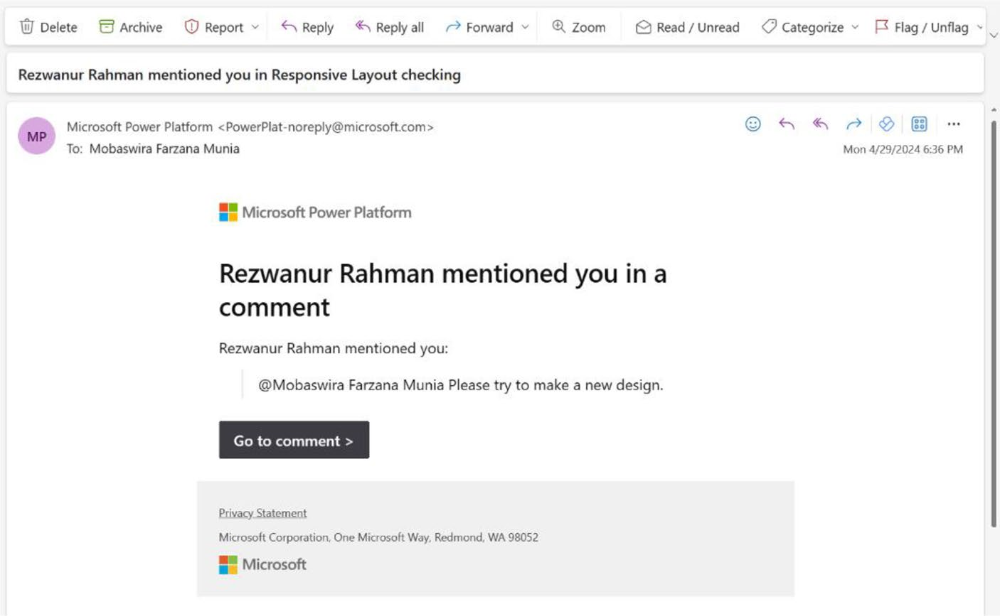 Delete Archive Report Reply Reply all Forward Zoom Read / Unread Categorize Flag / Unflag
Rezwanur Rahman mentioned you in Responsive Layout checking
MP
Microsoft Power Platform <PowerPlat-noreply@microsoft.com>
To: Mobaswira Farzana Munia
Mon 4/29/2024 6:36 PM
Microsoft Power Platform
Rezwanur Rahman mentioned you in a
comment
Rezwanur Rahman mentioned you:
@Mobaswira Farzana Munia Please try to make a new design.
Go to comment >
Privacy Statement
Microsoft Corporation, One Microsoft Way, Redmond, WA 98052
Microsoft